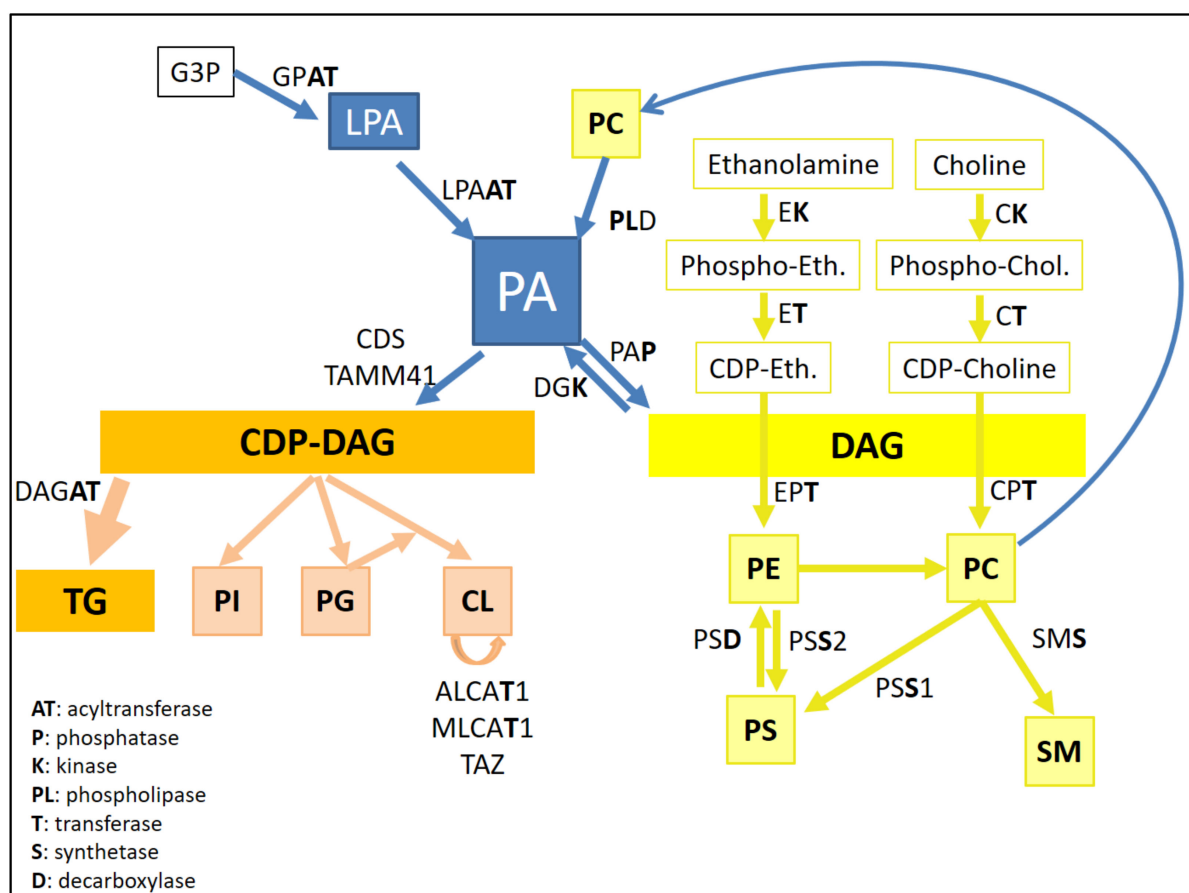 G3P
GPAT
LPA
PC
Ethanolamine
Choline
LPAAT
PLD
EK
CK
PA
Phospho-Eth.
Phospho-Chol.
ET
CT
CDS
TAMM41
PAP
DGK
CDP-Eth.
CDP-Choline
CDP-DAG
DAG
DAGAT
EPT
CPT
TG
PI
PG
CL
PE
PC
PSD
PSS2
PSS1
SMS
ALCAT1
MLCAT1
TAZ
PS
SM
AT: acyltransferase
P: phosphatase
K: kinase
PL: phospholipase
T: transferase
S: synthetase
D: decarboxylase